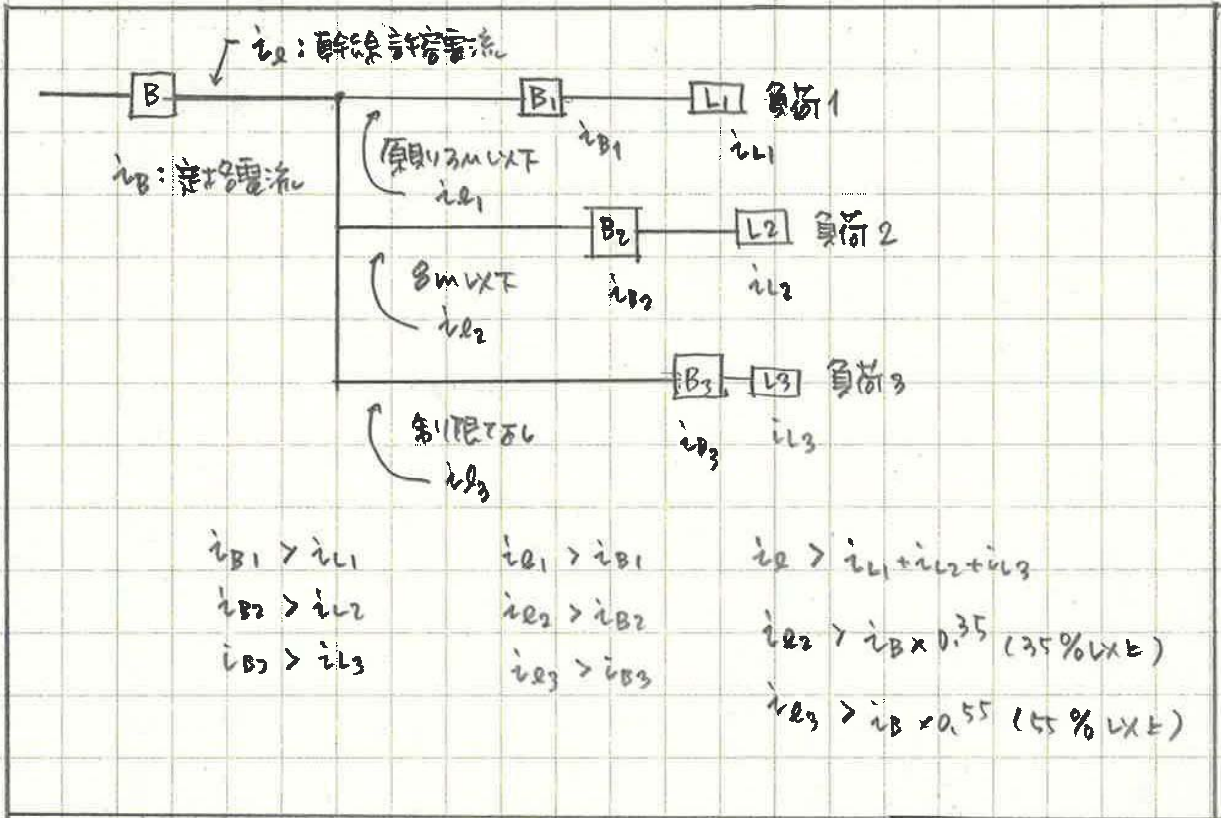 iℓ：幹線許容電流
B
B1
L1
負荷1
iB：定格電流
iB1
iL1
原則3m以下
iℓ1
B2
L2
負荷2
8m以下
iB2
iL2
iℓ2
B3
L3
負荷3
制限なし
iB3
iL3
iℓ3
iB1 > iL1
iℓ1 > iB1
iℓ > iL1+iL2+iL3
iB2 > iL2
iℓ2 > iB2
iℓ2 > iB×0.35 (35%以上)
iB3 > iL3
iℓ3 > iB3
iℓ3 > iB×0.55 (55%以上)